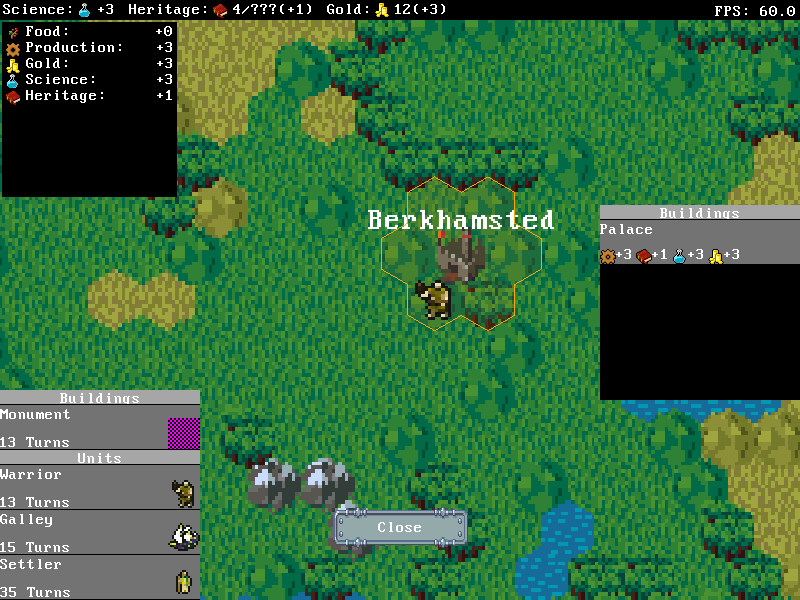 Science: +3 Heritage: 4/???(+1) Gold: 12(+3)
FPS: 60.0
Food: +0
Production: +3
Gold: +3
Science: +3
Heritage: +1
Berkhamsted
Buildings
Palace
+3 +1 +3 +3
Buildings
Monument
13 Turns
Units
Warrior
13 Turns
Galley
15 Turns
Settler
35 Turns
Close